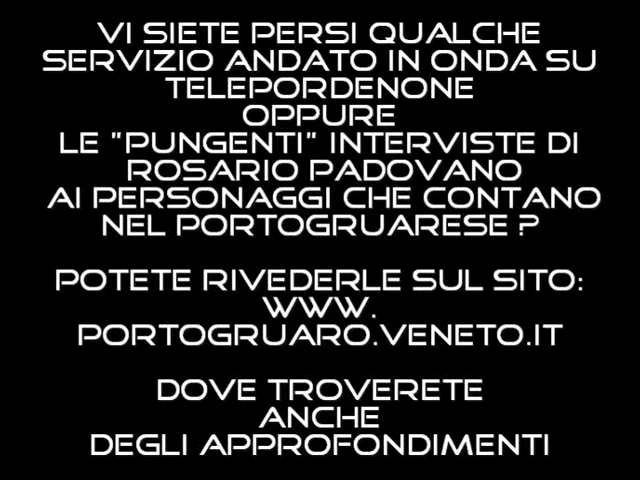 VI SIETE PERSI QUALCHE
SERVIZIO ANDATO IN ONDA SU
TELEPORDENONE
OPPURE
LE "PUNGENTI" INTERVISTE DI
ROSARIO PADOVANO
AI PERSONAGGI CHE CONTANO
NEL PORTOGRUARESE ?
POTETE RIVEDERLE SUL SITO:
WWW.
PORTOGRUARO.VENETO.IT
DOVE TROVERETE
ANCHE
DEGLI APPROFONDIMENTI